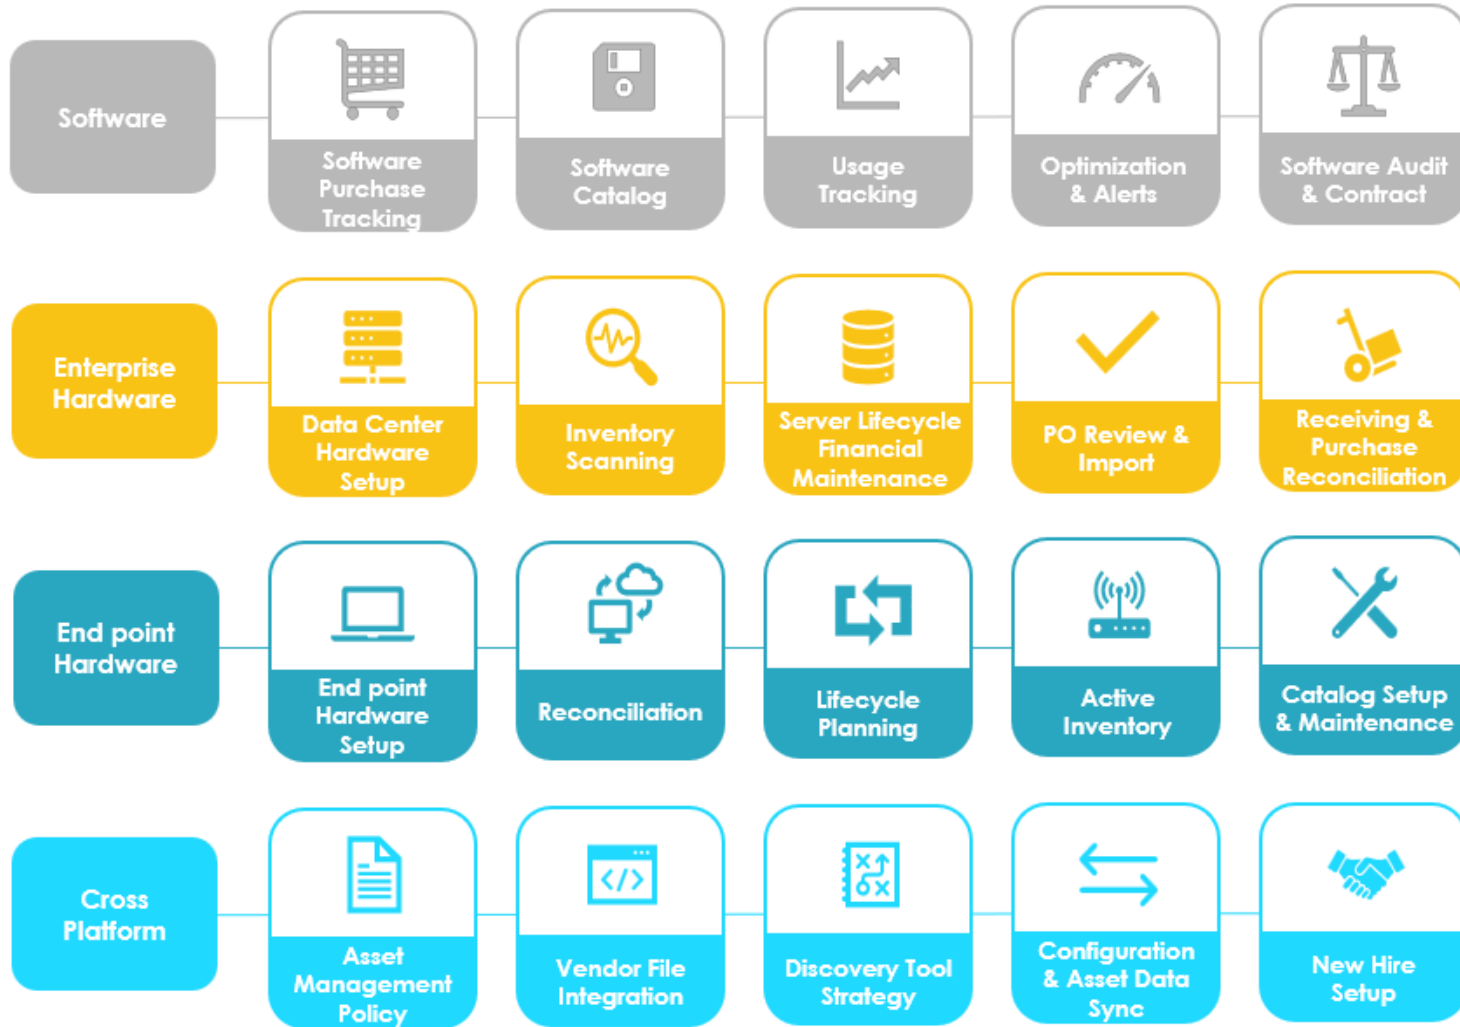 Software
Software
Purchase
Tracking
Software
Catalog
Usage
Tracking
Optimization
& Alerts
Software Audit
& Contract
Enterprise
Hardware
Data Center
Hardware
Setup
Inventory
Scanning
Server Lifecycle
Financial
Maintenance
PO Review &
Import
Receiving &
Purchase
Reconciliation
End point
Hardware
End point
Hardware
Setup
Reconciliation
Lifecycle
Planning
Active
Inventory
Catalog Setup
& Maintenance
Cross
Platform
Asset
Management
Policy
Vendor File
Integration
Discovery Tool
Strategy
Configuration
& Asset Data
Sync
New Hire
Setup